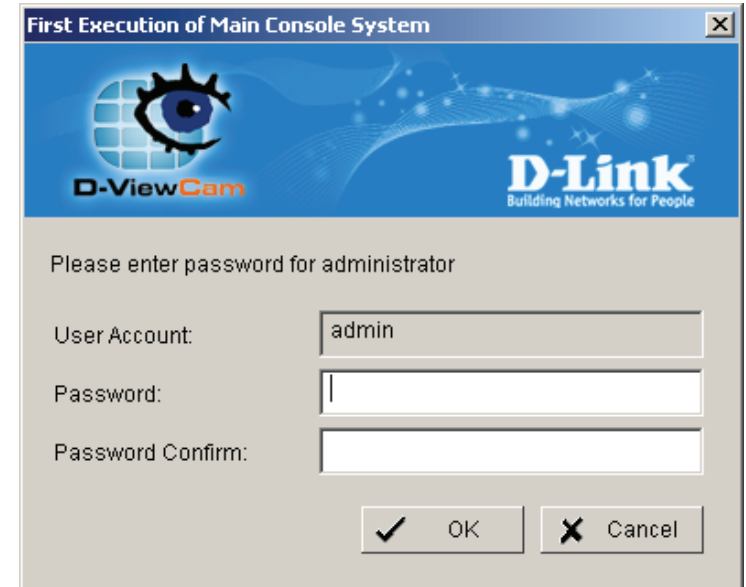 First Execution of Main Console System
D-ViewCam
D-Link
Building Networks for People
Please enter password for administrator
User Account:
admin
Password:
Password Confirm:
OK
Cancel